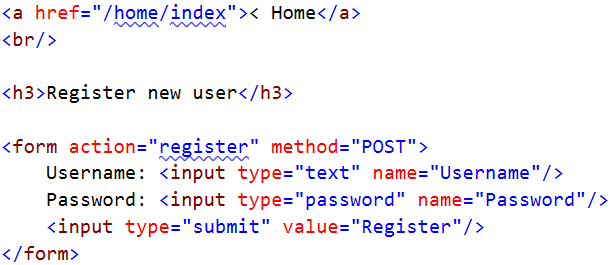 <a href="/home/index">< Home</a>
<br/>
<h3>Register new user</h3>
<form action="register" method="POST">
Username: <input type="text" name="Username"/>
Password: <input type="password" name="Password"/>
<input type="submit" value="Register"/>
</form>